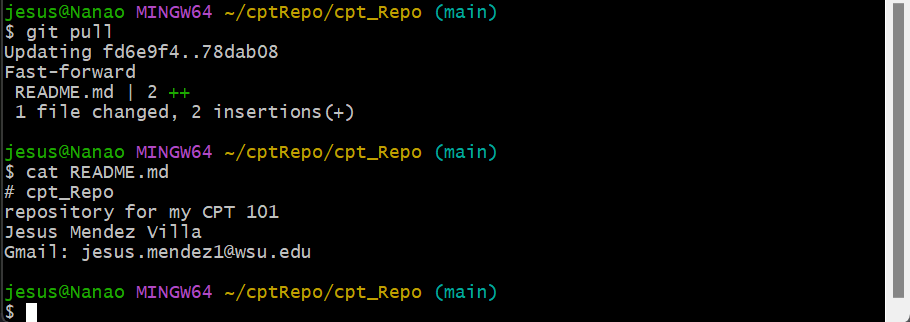 jesus@Nanao MINGW64 ~/cptRepo/cpt_Repo (main)
$ git pull
Updating fd6e9f4..78dab08
Fast-forward
 README.md | 2 ++
 1 file changed, 2 insertions(+)

jesus@Nanao MINGW64 ~/cptRepo/cpt_Repo (main)
$ cat README.md
# cpt_Repo
repository for my CPT 101
Jesus Mendez Villa
Gmail: jesus.mendez1@wsu.edu

jesus@Nanao MINGW64 ~/cptRepo/cpt_Repo (main)
$